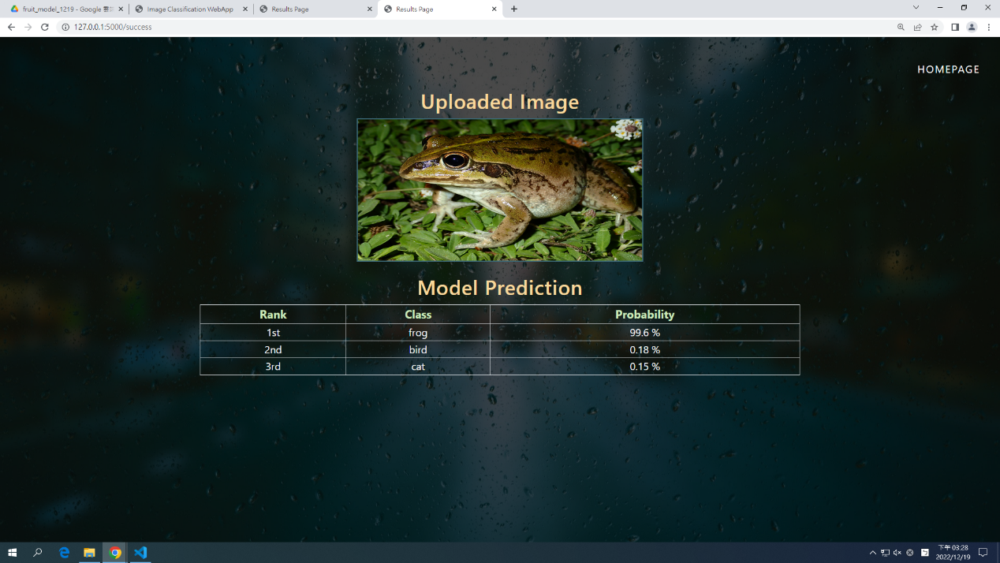 fruit_model_1219 - Google
Image Classification WebApp
Results Page
Results Page
127.0.0.1:5000/success
HOMEPAGE
Uploaded Image
Model Prediction
Rank Class Probability
1st frog 99.6 %
2nd bird 0.18 %
3rd cat 0.15 %
下午 03:28
2022/12/19